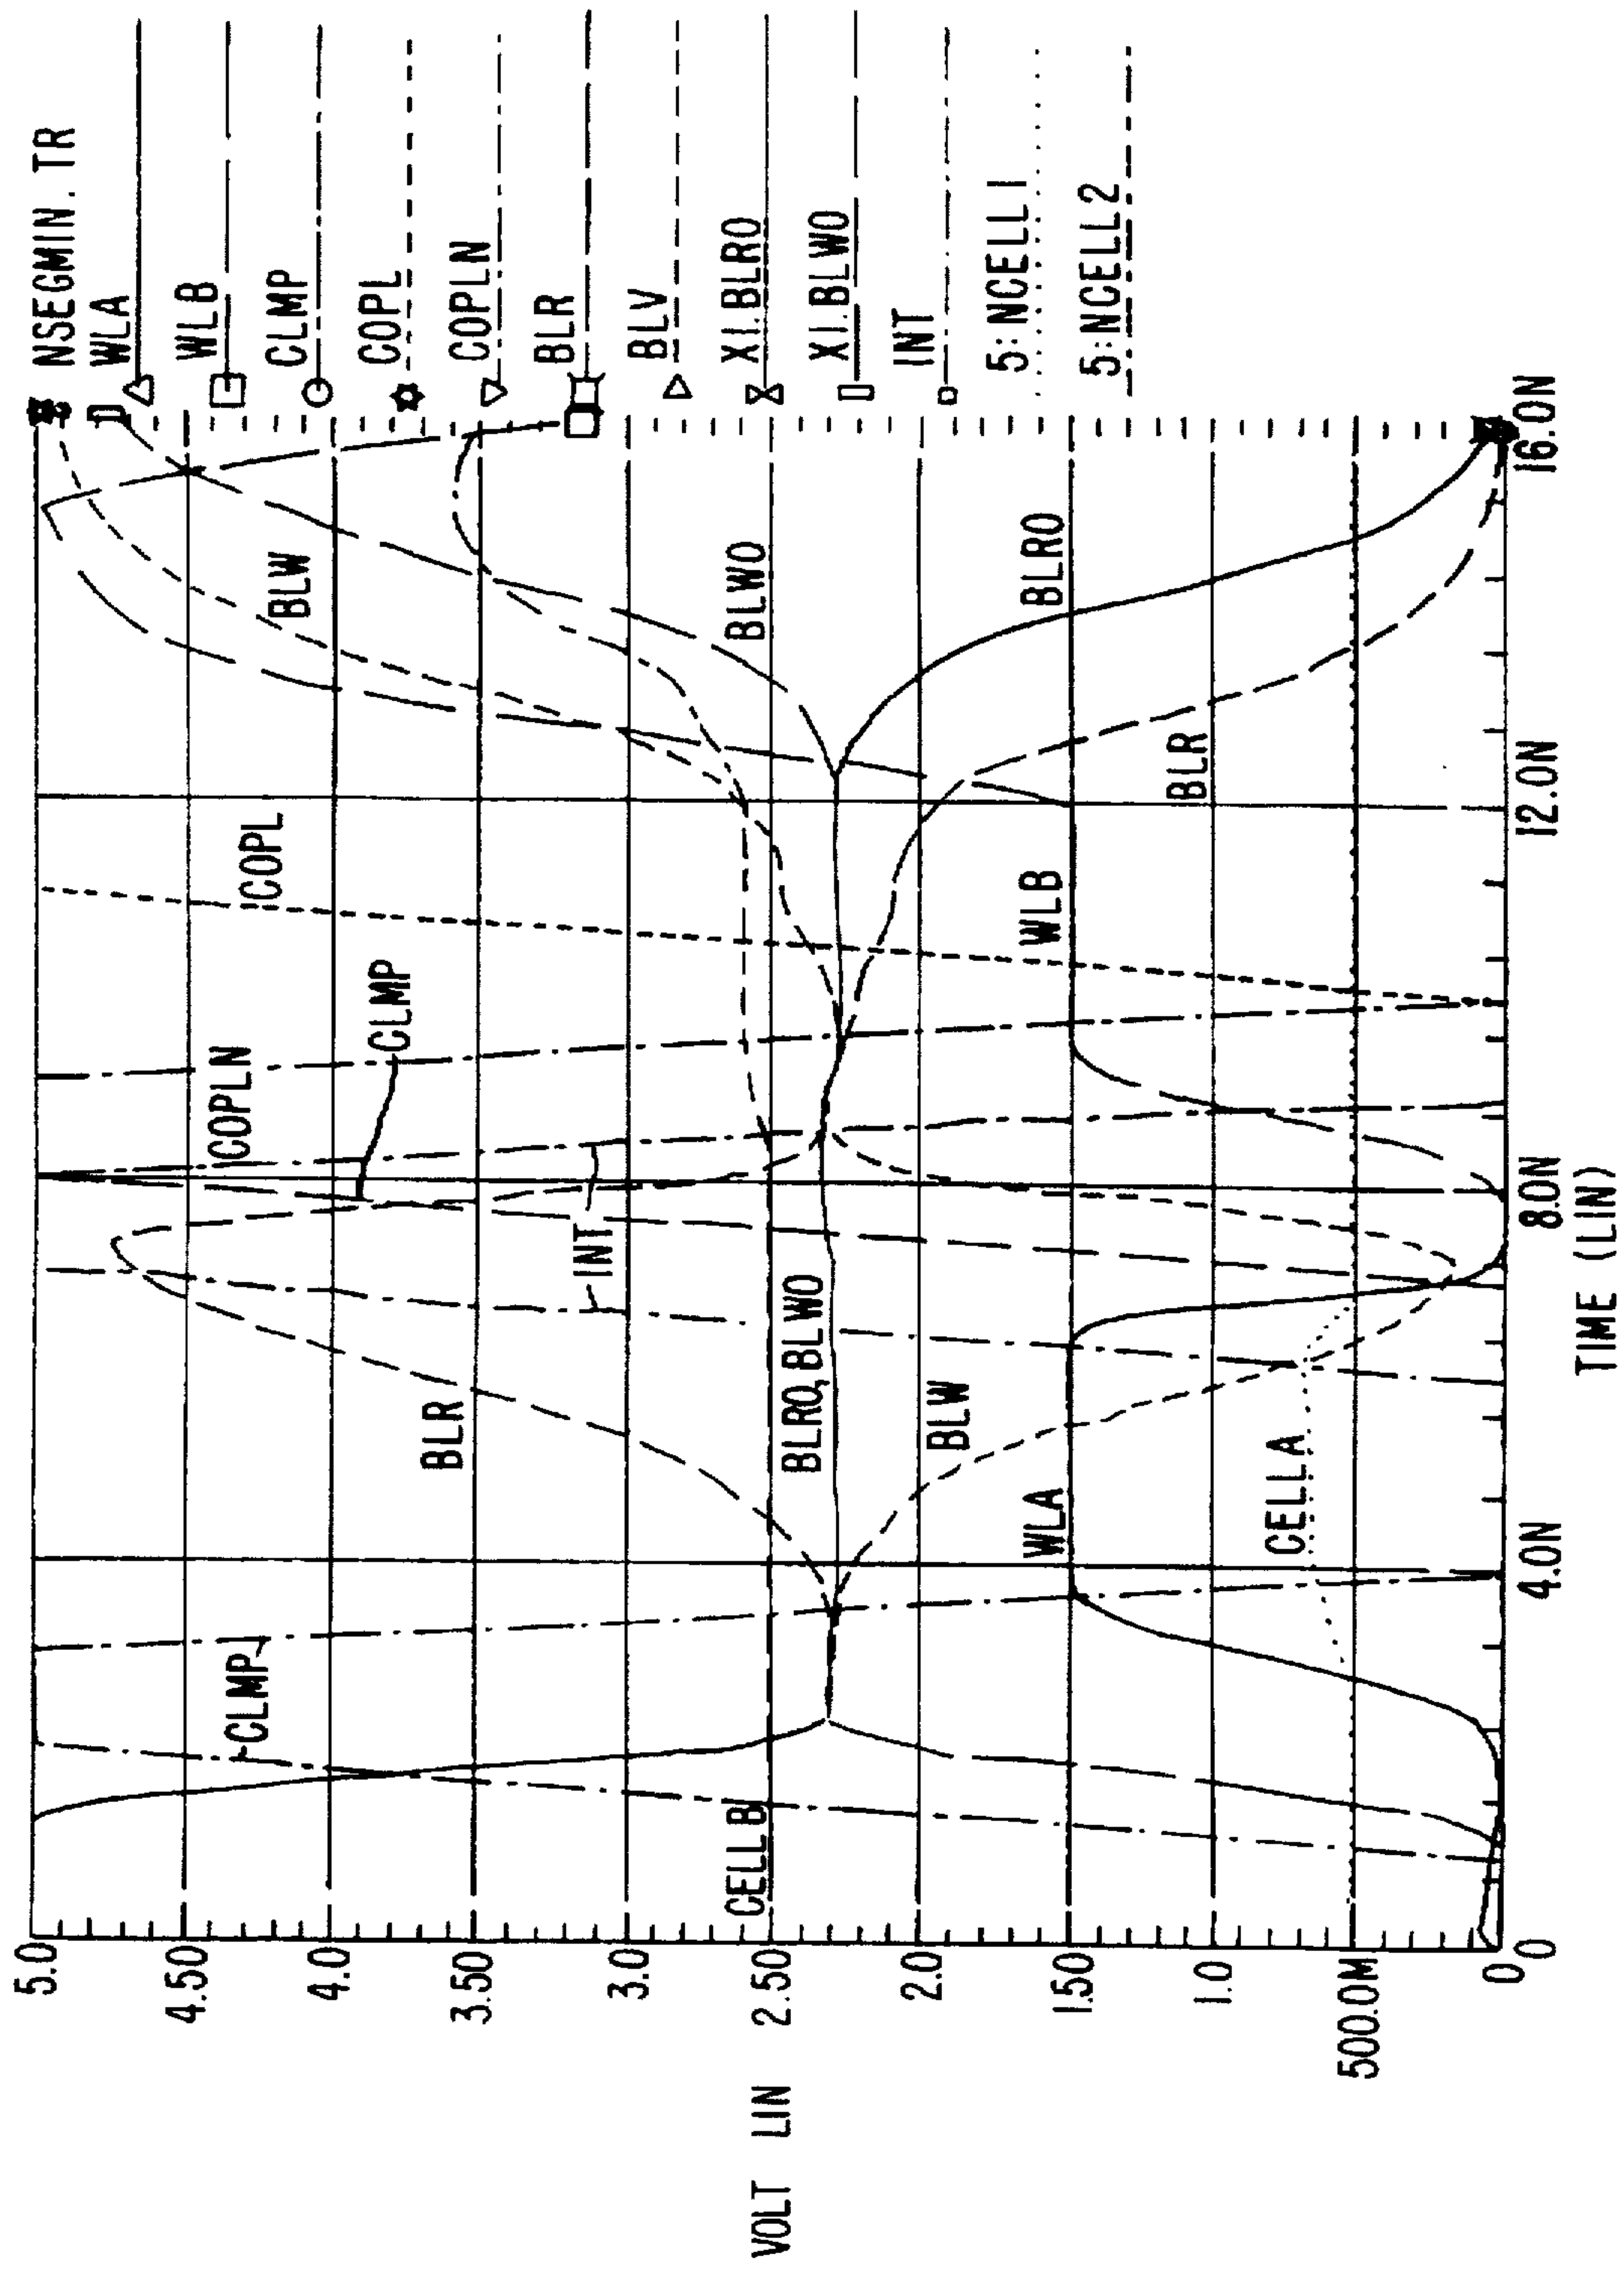 NSEGMIN. TR
WLA
WLB
CLMP
COPL
COPLN
BLR
BLV
XI.BLRO
XI.BLWO
INT
5:NCELL1
5:NCELL2
VOLT LIN
5.0
4.50
4.0
3.50
3.0
2.50
2.0
1.50
1.0
500.0M
0
CLMP
COPLN
CLMP
COPL
BLW
BLR
INT
CELL B
BLRO, BLWO
BLWO
BLW
WLA
WLB
BLRO
CELLA
BLR
0
4.0N
8.0N
12.0N
16.0N
TIME (LIN)